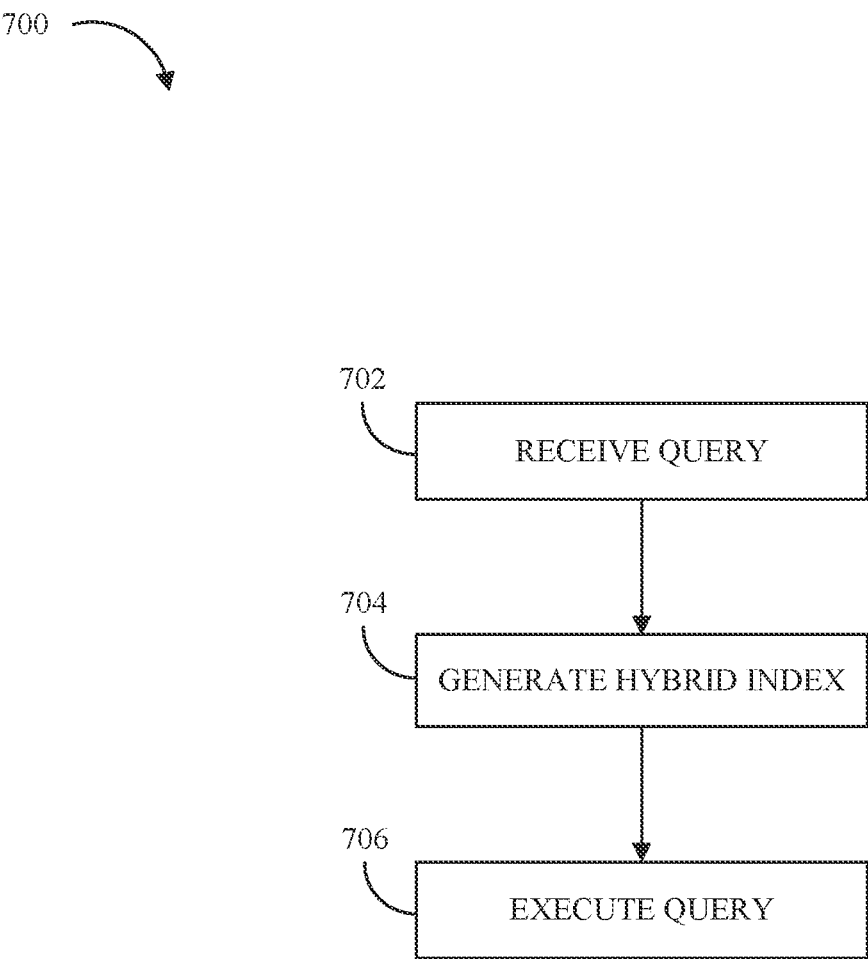 700
702
RECEIVE QUERY
704
GENERATE HYBRID INDEX
706
EXECUTE QUERY